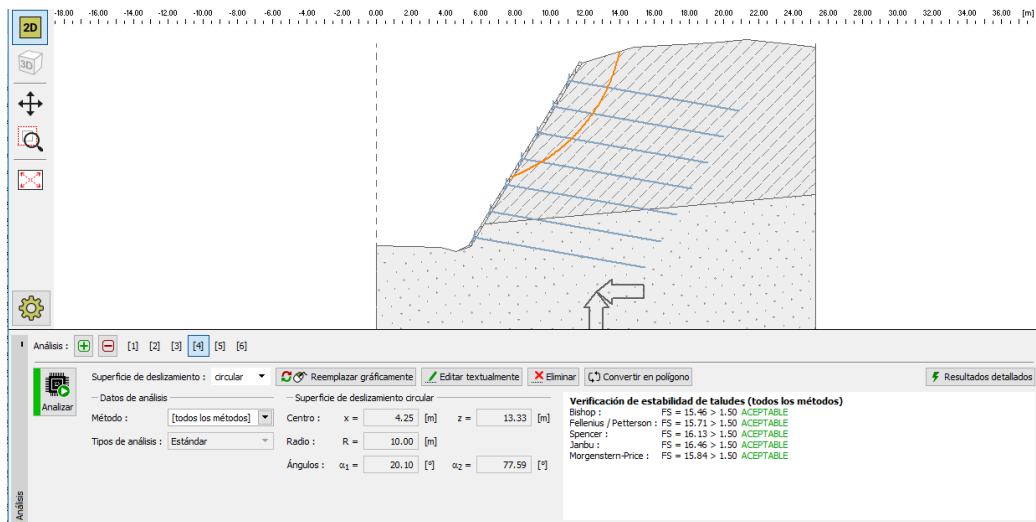 -18.00 -16.00 -14.00 -12.00 -10.00 -8.00 -6.00 -4.00 -2.00 0.00 2.00 4.00 6.00 8.00 10.00 12.00 14.00 16.00 18.00 20.00 22.00 24.00 26.00 28.00 30.00 32.00 34.00 36.00 [m]
2D
3D
Análisis : [1] [2] [3] [4] [5] [6]
Analizar
Superficie de deslizamiento : circular Reemplazar gráficamente Editar textualmente Eliminar Convertir en polígono Resultados detallados
Datos de análisis
Método : [todos los métodos]
Tipos de análisis : Estándar
Superficie de deslizamiento circular
Centro : x = 4.25 [m] z = 13.33 [m]
Radio : R = 10.00 [m]
Ángulos : α1 = 20.10 [°] α2 = 77.59 [°]
Verificación de estabilidad de taludes (todos los métodos)
Bishop : FS = 15.46 > 1.50 ACEPTABLE
Fellenius / Petterson : FS = 15.71 > 1.50 ACEPTABLE
Spencer : FS = 16.13 > 1.50 ACEPTABLE
Janbu : FS = 16.46 > 1.50 ACEPTABLE
Morgenstern-Price : FS = 15.84 > 1.50 ACEPTABLE
Análisis